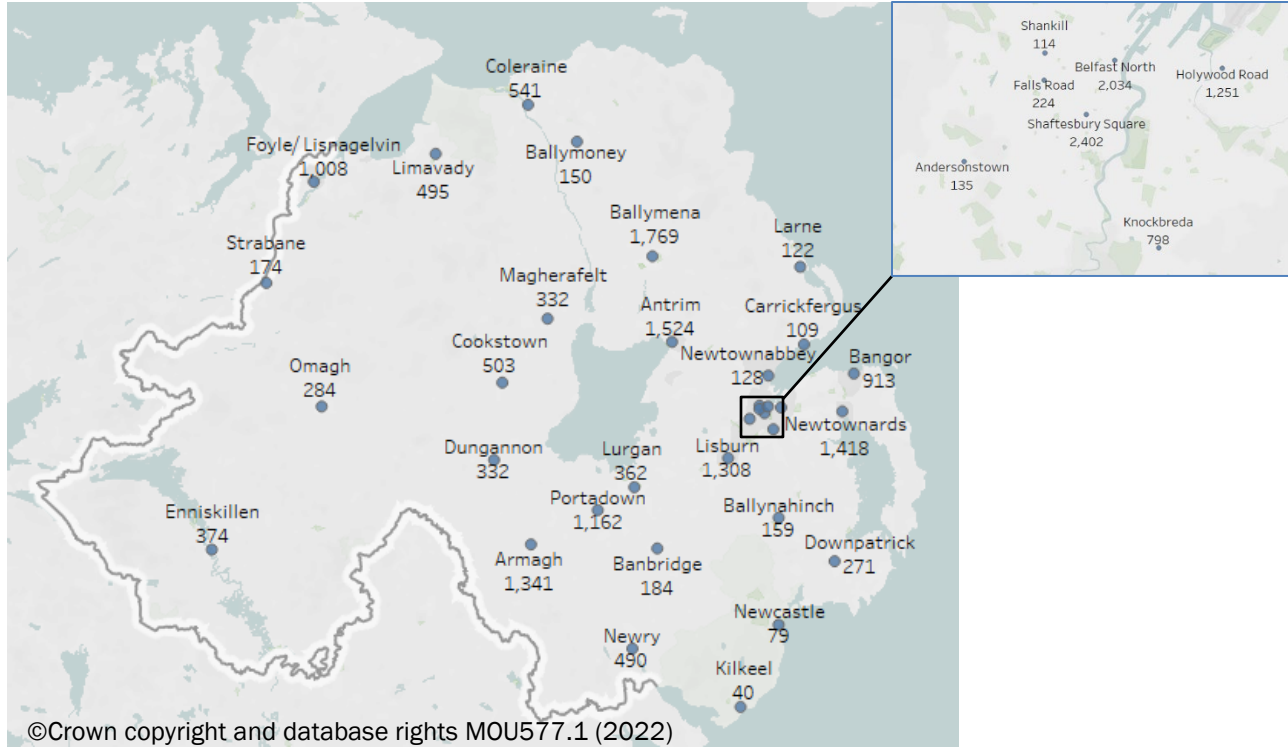 Shankill
114
Belfast North
2,034
Holywood Road
1,251
Falls Road
224
Shaftesbury Square
2,402
Andersonstown
135
Knockbreda
798
Coleraine
541
Foyle/ Lisnagelvin
1,008
Limavady
495
Ballymoney
150
Ballymena
1,769
Larne
122
Strabane
174
Magherafelt
332
Antrim
1,524
Carrickfergus
109
Cookstown
503
Newtownabbey
128
Bangor
913
Omagh
284
Newtownards
1,418
Dungannon
332
Lurgan
362
Lisburn
1,308
Portadown
1,162
Ballynahinch
159
Enniskillen
374
Armagh
1,341
Banbridge
184
Downpatrick
271
Newcastle
79
Newry
490
Kilkeel
40
©Crown copyright and database rights MOU577.1 (2022)